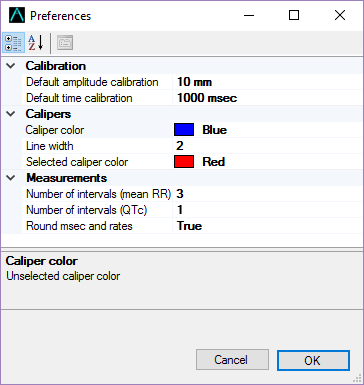 Preferences
Calibration
Default amplitude calibration 10 mm
Default time calibration 1000 msec
Calipers
Caliper color Blue
Line width 2
Selected caliper color Red
Measurements
Number of intervals (mean RR) 3
Number of intervals (QTc) 1
Round msec and rates True
Caliper color
Unselected caliper color
Cancel OK